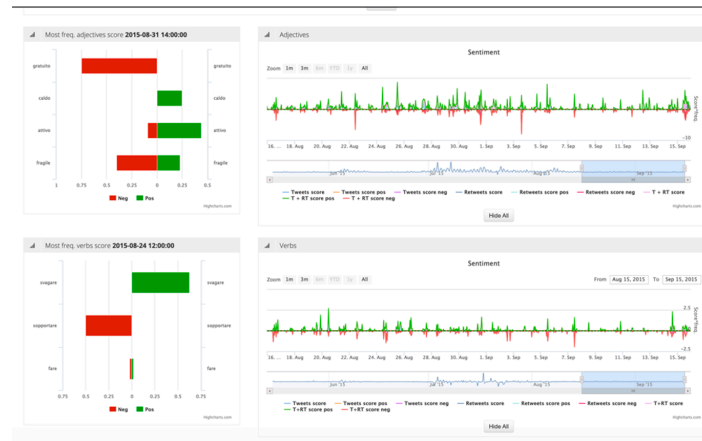 Most freq. adjectives score 2015-08-31 14:00:00
gratuito gratuito
caldo caldo
attivo attivo
fragile fragile
1 0.75 0.5 0.25 0 0.25 0.5
Neg Pos
Highcharts.com
Adjectives
Sentiment
Zoom 1m 3m 6m YTD 1y All
Score*freq.
-10
16. ... 18. Aug 20. Aug 22. Aug 24. Aug 26. Aug 28. Aug 30. Aug 1. Sep 3. Sep 5. Sep 7. Sep 9. Sep 11. Sep 13. Sep 15. Sep
Jun '15 Jul '15 Aug '15 Sep '15
Tweets score Tweets score pos Tweets score neg Retweets score Retweets score pos Retweets score neg T + RT score
T + RT score pos T + RT score neg
Highcharts.com
Hide All
Most freq. verbs score 2015-08-24 12:00:00
svagare svagare
sopportare sopportare
fare fare
0.75 0.5 0.25 0 0.25 0.5 0.75
Neg Pos
Highcharts.com
Verbs
Sentiment
Zoom 1m 3m 6m YTD 1y All From Aug 15, 2015 To Sep 15, 2015
2.5
Score*freq.
-2.5
16. ... 18. Aug 20. Aug 22. Aug 24. Aug 26. Aug 28. Aug 30. Aug 1. Sep 3. Sep 5. Sep 7. Sep 9. Sep 11. Sep 13. Sep 15. Sep
Jun '15 Jul '15 Aug '15 Sep '15
Tweets score Tweets score pos Tweets score neg Retweets score Retweets score pos Retweets score neg T+RT score
T+RT score pos T+RT score neg
Highcharts.com
Hide All